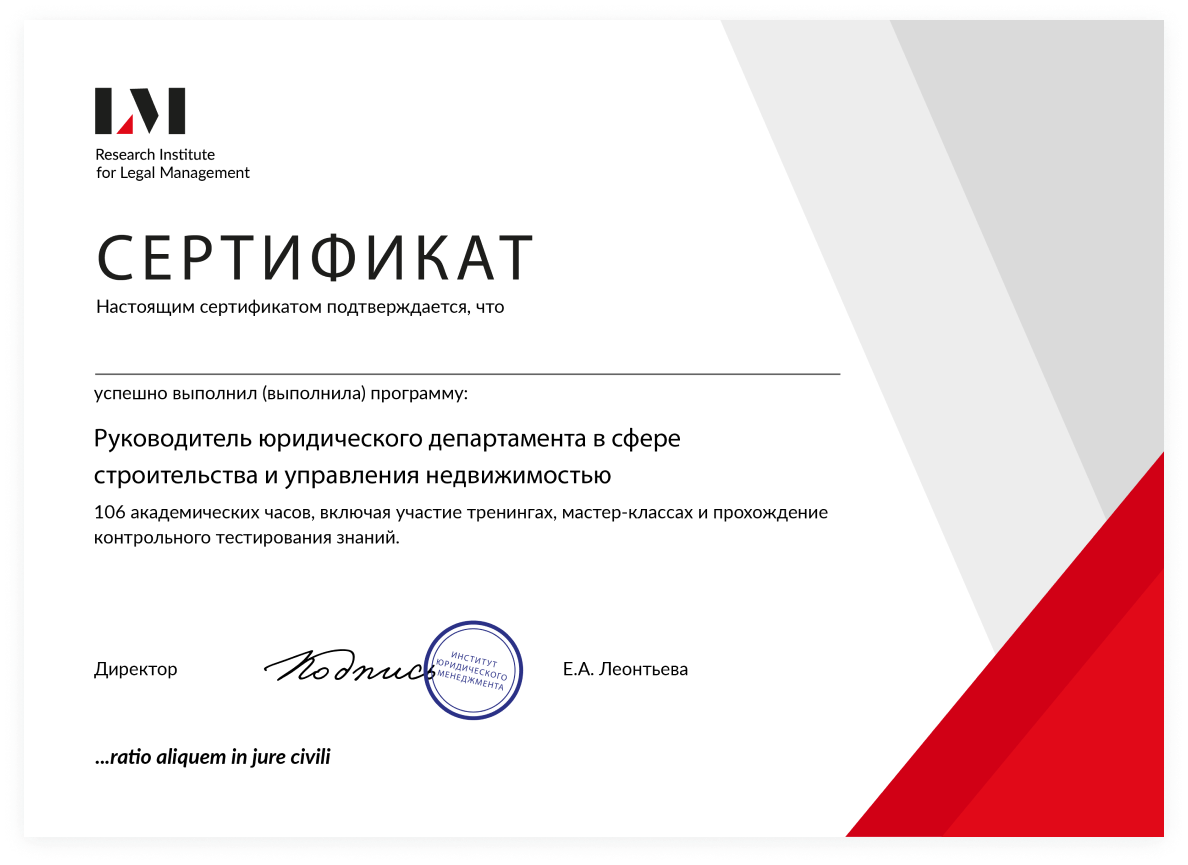 LM
Research Institute
for Legal Management
СЕРТИФИКАТ
Настоящим сертификатом подтверждается, что
успешно выполнил (выполнила) программу:
Руководитель юридического департамента в сфере
строительства и управления недвижимостью
106 академических часов, включая участие тренингах, мастер-классах и прохождение
контрольного тестирования знаний.
Директор
Подпись
ИНСТИТУТ
ЮРИДИЧЕСКОГО
МЕНЕДЖМЕНТА
Е.А. Леонтьева
...ratio aliquem in jure civili